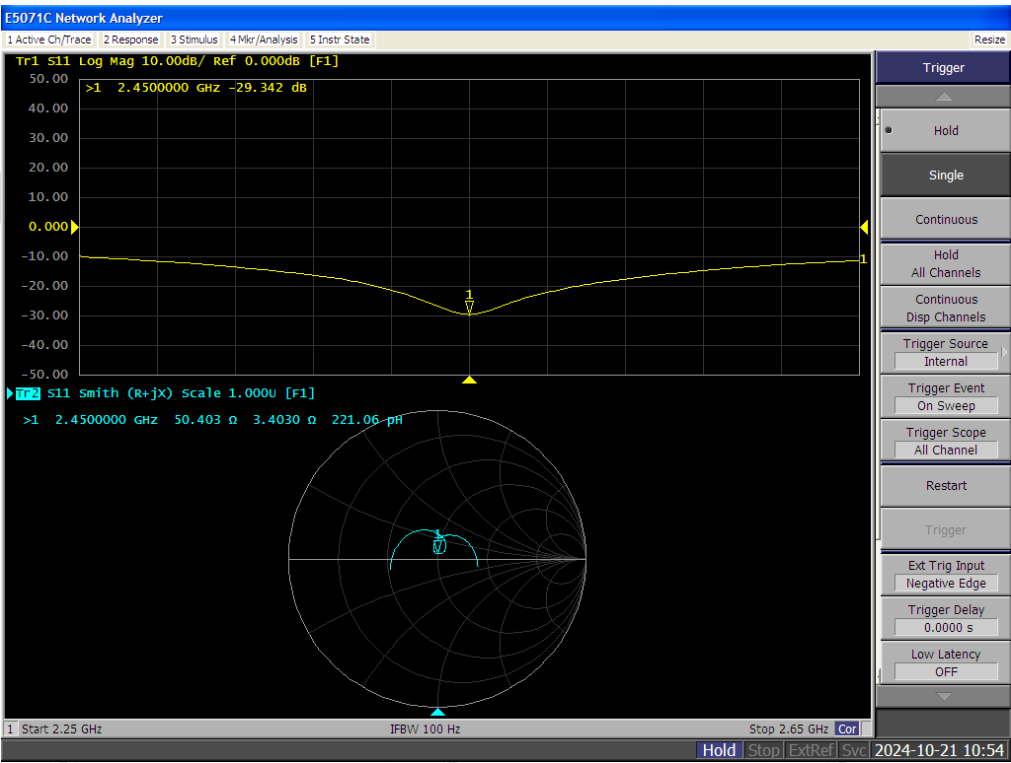 E5071C Network Analyzer
1 Active Ch/Trace 2 Response 3 Stimulus 4 Mkr/Analysis 5 Instr State
Resize
Tr1 S11 Log Mag 10.00dB/ Ref 0.000dB [F1]
50.00
>1 2.4500000 GHz -29.342 dB
40.00
30.00
20.00
10.00
0.000
-10.00
1
-20.00
1
-30.00
-40.00
-50.00
Tr2 S11 Smith (R+jX) Scale 1.000U [F1]
>1 2.4500000 GHz 50.403 Ω 3.4030 Ω 221.06 pH
1
Trigger
Hold
Single
Continuous
Hold
All Channels
Continuous
Disp Channels
Trigger Source
Internal
Trigger Event
On Sweep
Trigger Scope
All Channel
Restart
Trigger
Ext Trig Input
Negative Edge
Trigger Delay
0.0000 s
Low Latency
OFF
1 Start 2.25 GHz
IFBW 100 Hz
Stop 2.65 GHz Cor
Hold Stop ExtRef Svc 2024-10-21 10:54